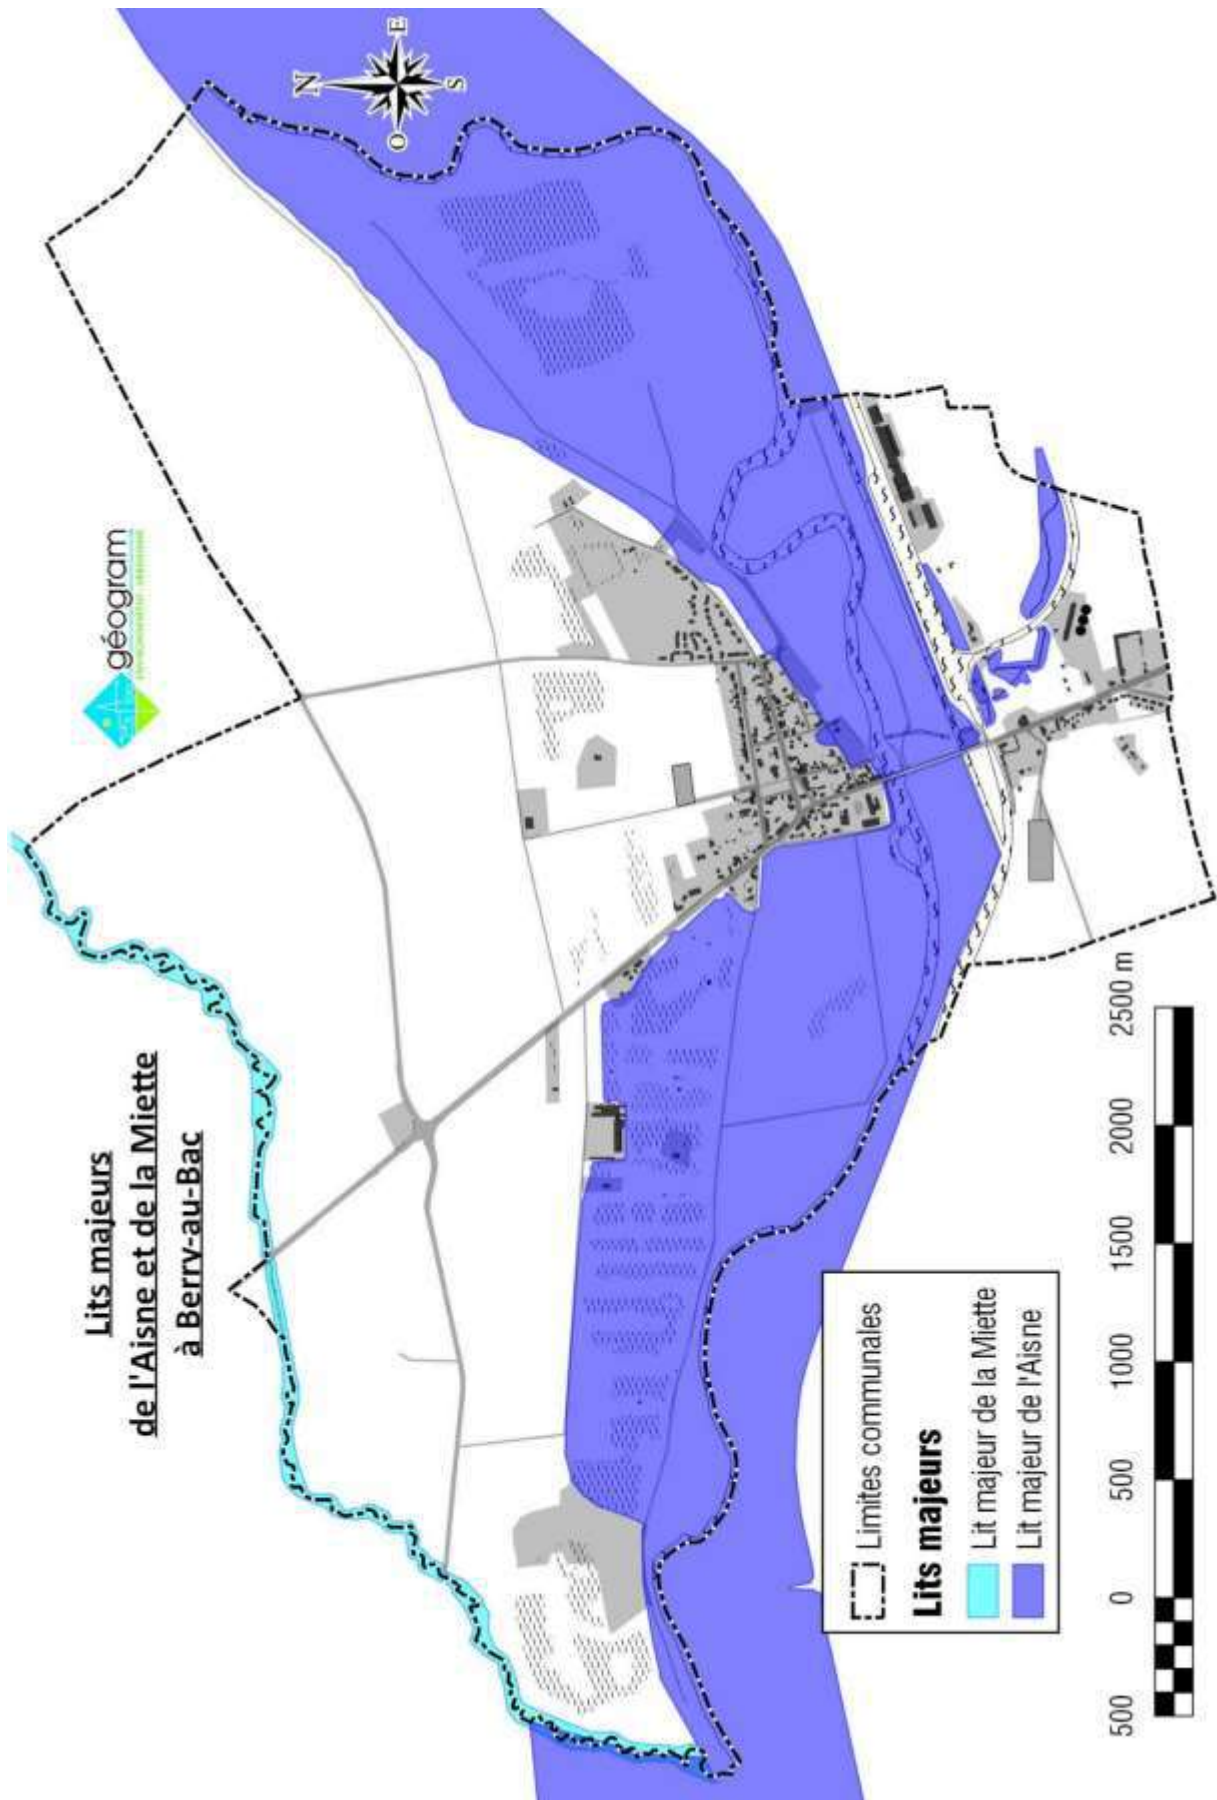 Lits majeurs
de l'Aisne et de la Miette
à Berry-au-Bac
géogram
N
E
S
O
Limites communales
Lits majeurs
Lit majeur de la Miette
Lit majeur de l'Aisne
500 0 500 1000 1500 2000 2500 m